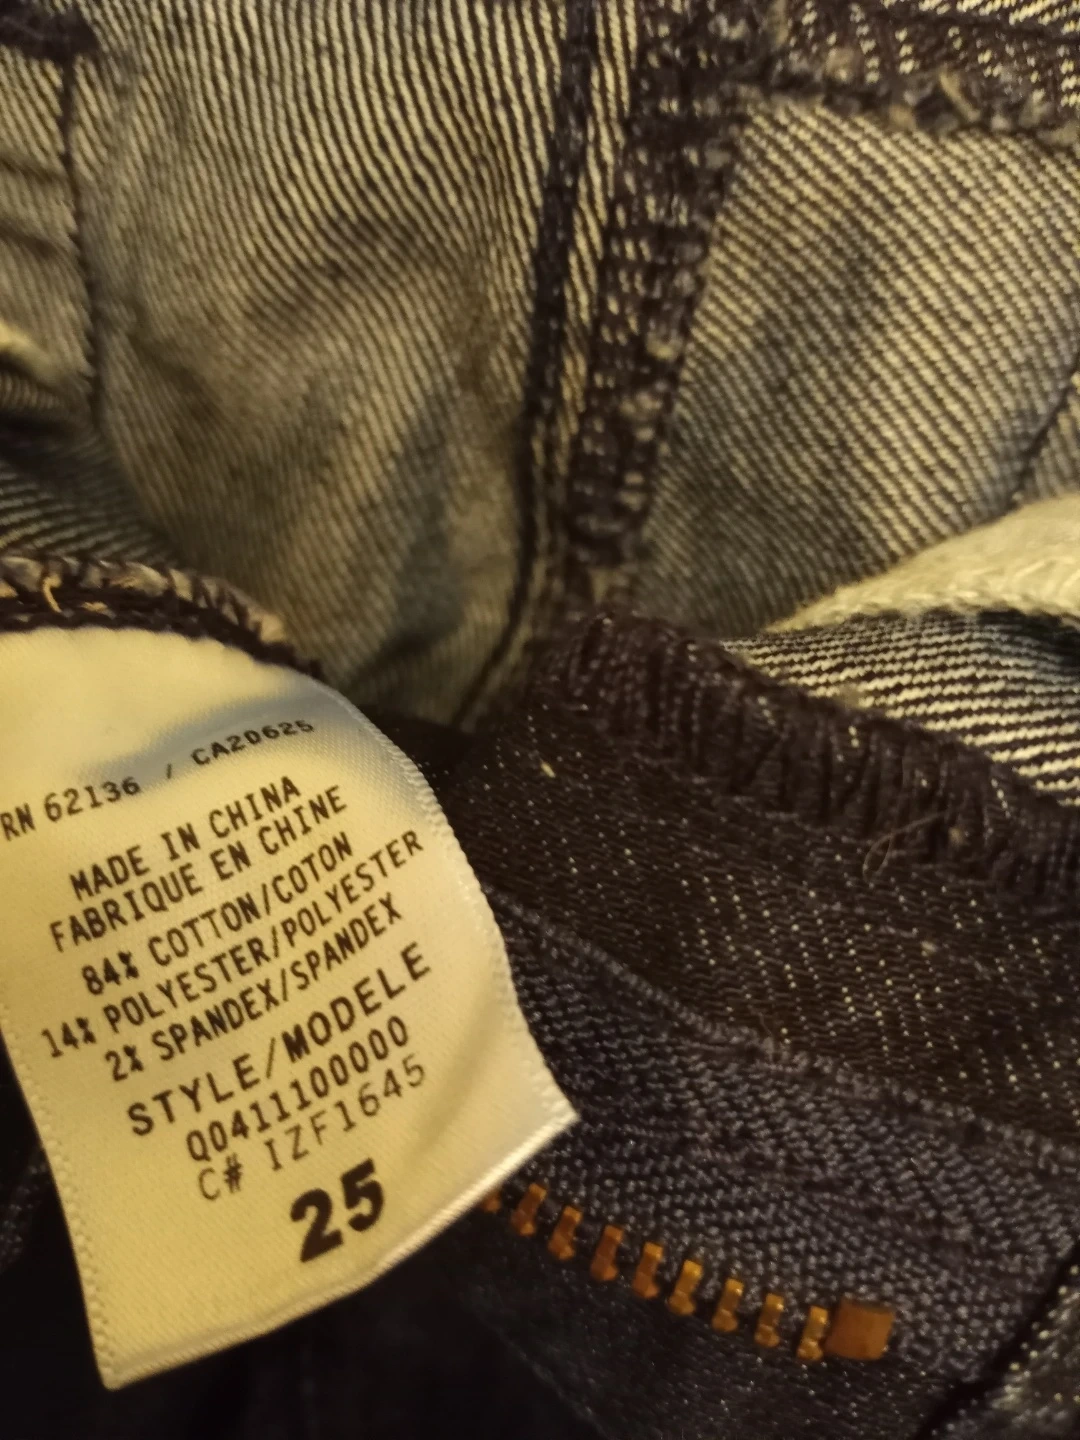 RN 62136 / CA20625
MADE IN CHINA
FABRIQUE EN CHINE
84% COTTON/COTON
14% POLYESTER/POLYESTER
2% SPANDEX/SPANDEX
STYLE/MODELE
Q0411100000
C# IZF1645
25